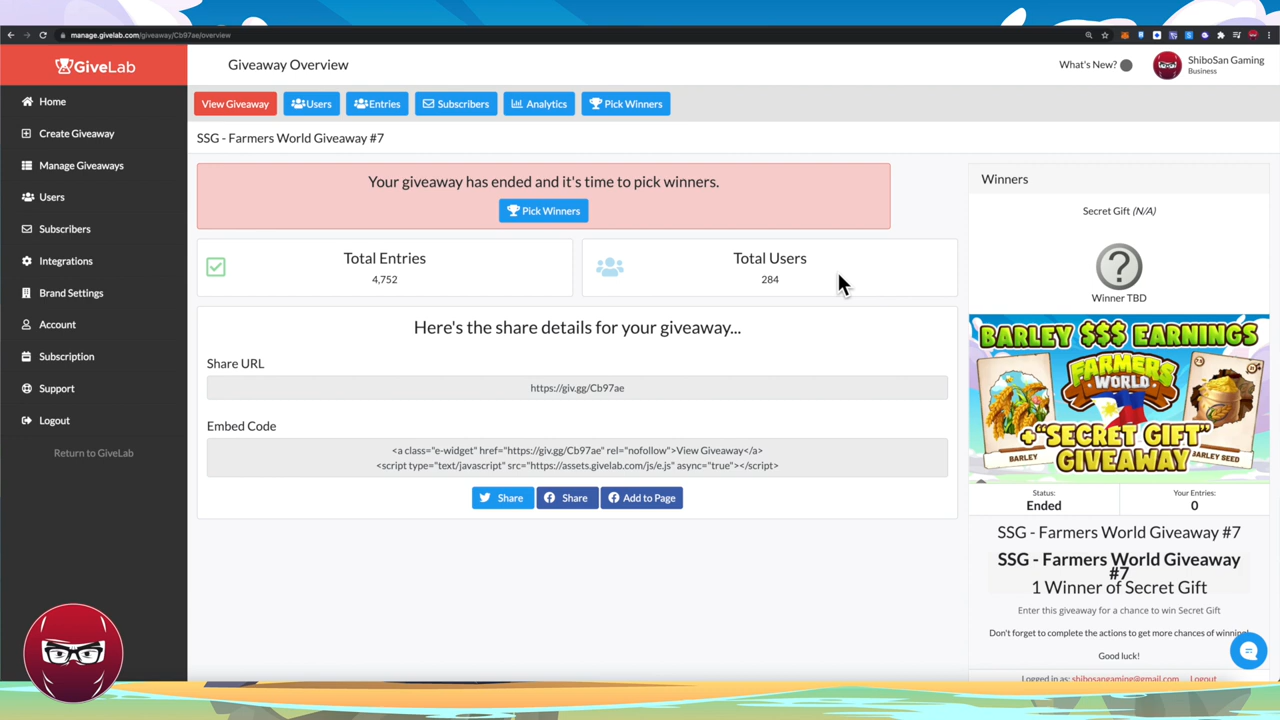 manage.givelab.com/giveaway/Cb97ae/overview
GiveLab
Giveaway Overview
What's New?
ShiboSan Gaming
Business
Home
Create Giveaway
Manage Giveaways
Users
Subscribers
Integrations
Brand Settings
Account
Subscription
Support
Logout
Return to GiveLab
View Giveaway
Users
Entries
Subscribers
Analytics
Pick Winners
SSG - Farmers World Giveaway #7
Your giveaway has ended and it's time to pick winners.
Pick Winners
Total Entries
4,752
Total Users
284
Here's the share details for your giveaway...
Share URL
https://giv.gg/Cb97ae
Embed Code
<a class="e-widget" href="https://giv.gg/Cb97ae" rel="nofollow">View Giveaway</a>
<script type="text/javascript" src="https://assets.givelab.com/js/e.js" async="true"></script>
Share
Share
Add to Page
Winners
Secret Gift (N/A)
?
Winner TBD
BARLEY $$$ EARNINGS
FARMERS
WORLD
+"SECRET GIFT"
GIVEAWAY
BARLEY
BARLEY SEED
Status:
Ended
Your Entries:
0
SSG - Farmers World Giveaway #7
SSG - Farmers World Giveaway
#7
1 Winner of Secret Gift
Enter this giveaway for a chance to win Secret Gift
Don't forget to complete the actions to get more chances of winning!
Good luck!
Logged in as: shibosangaming@gmail.com Logout